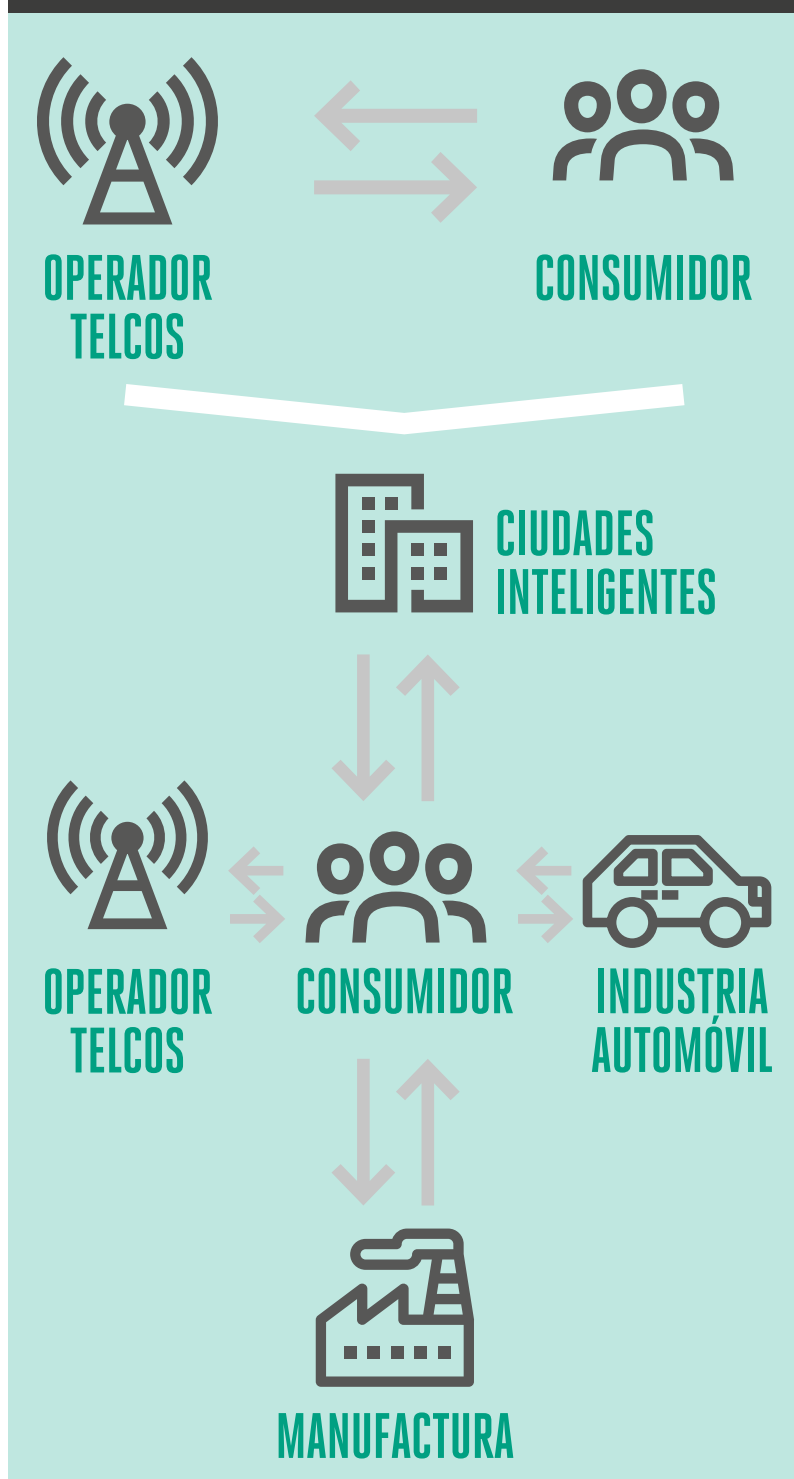 OPERADOR
TELCOS
CONSUMIDOR
CIUDADES
INTELIGENTES
OPERADOR
TELCOS
CONSUMIDOR
INDUSTRIA
AUTOMÓVIL
MANUFACTURA